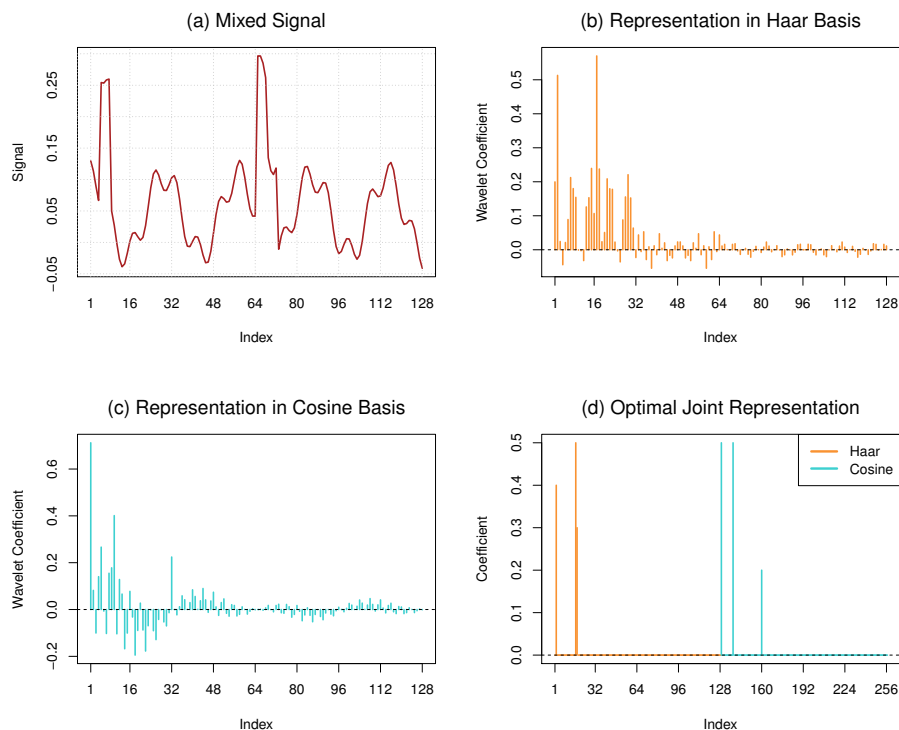 (a) Mixed Signal
Signal
0.25
0.15
0.05
−0.05
1 16 32 48 64 80 96 112 128
Index
(b) Representation in Haar Basis
Wavelet Coefficient
0.5
0.4
0.3
0.2
0.1
0.0
1 16 32 48 64 80 96 112 128
Index
(c) Representation in Cosine Basis
Wavelet Coefficient
0.6
0.4
0.2
0.0
−0.2
1 16 32 48 64 80 96 112 128
Index
(d) Optimal Joint Representation
Coefficient
0.5
0.4
0.3
0.2
0.1
0.0
Haar
Cosine
1 32 64 96 128 160 192 224 256
Index